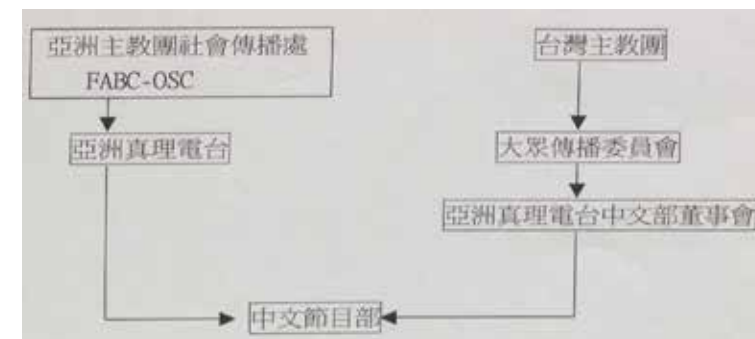 亞洲主教團社會傳播處
FABC-OSC
台灣主教團
亞洲真理電台
大眾傳播委員會
亞洲真理電台中文部董事會
中文節目部